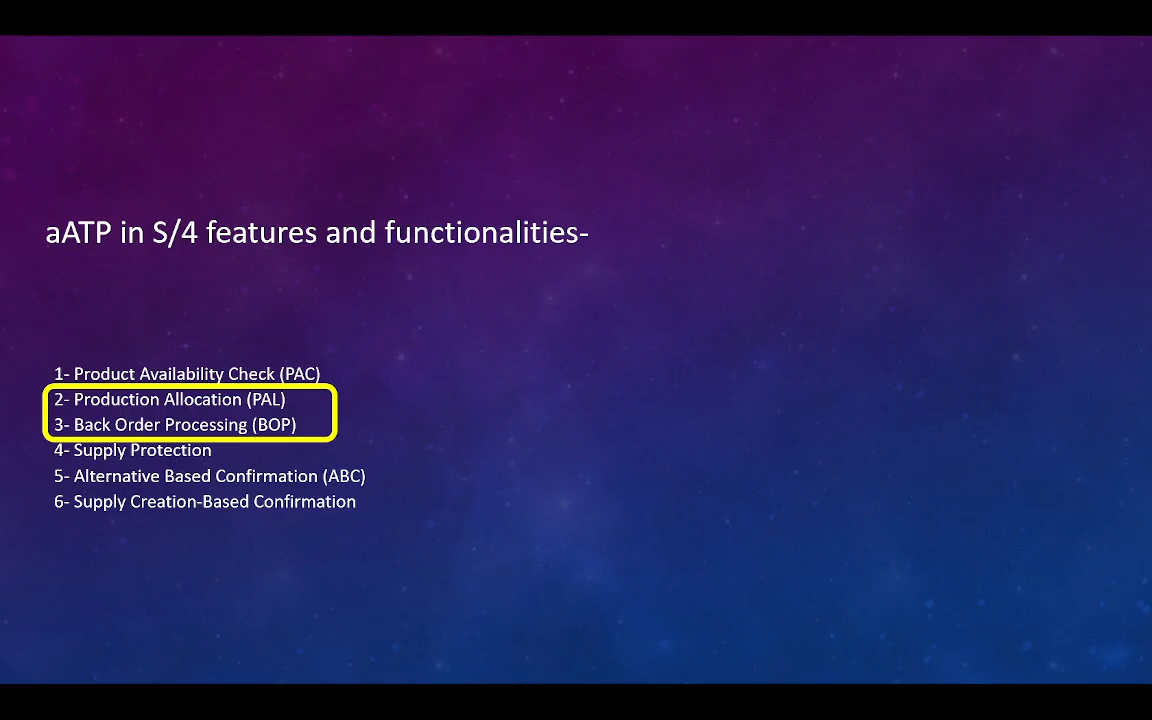 aATP in S/4 features and functionalities-
1- Product Availability Check (PAC)
2- Production Allocation (PAL)
3- Back Order Processing (BOP)
4- Supply Protection
5- Alternative Based Confirmation (ABC)
6- Supply Creation-Based Confirmation